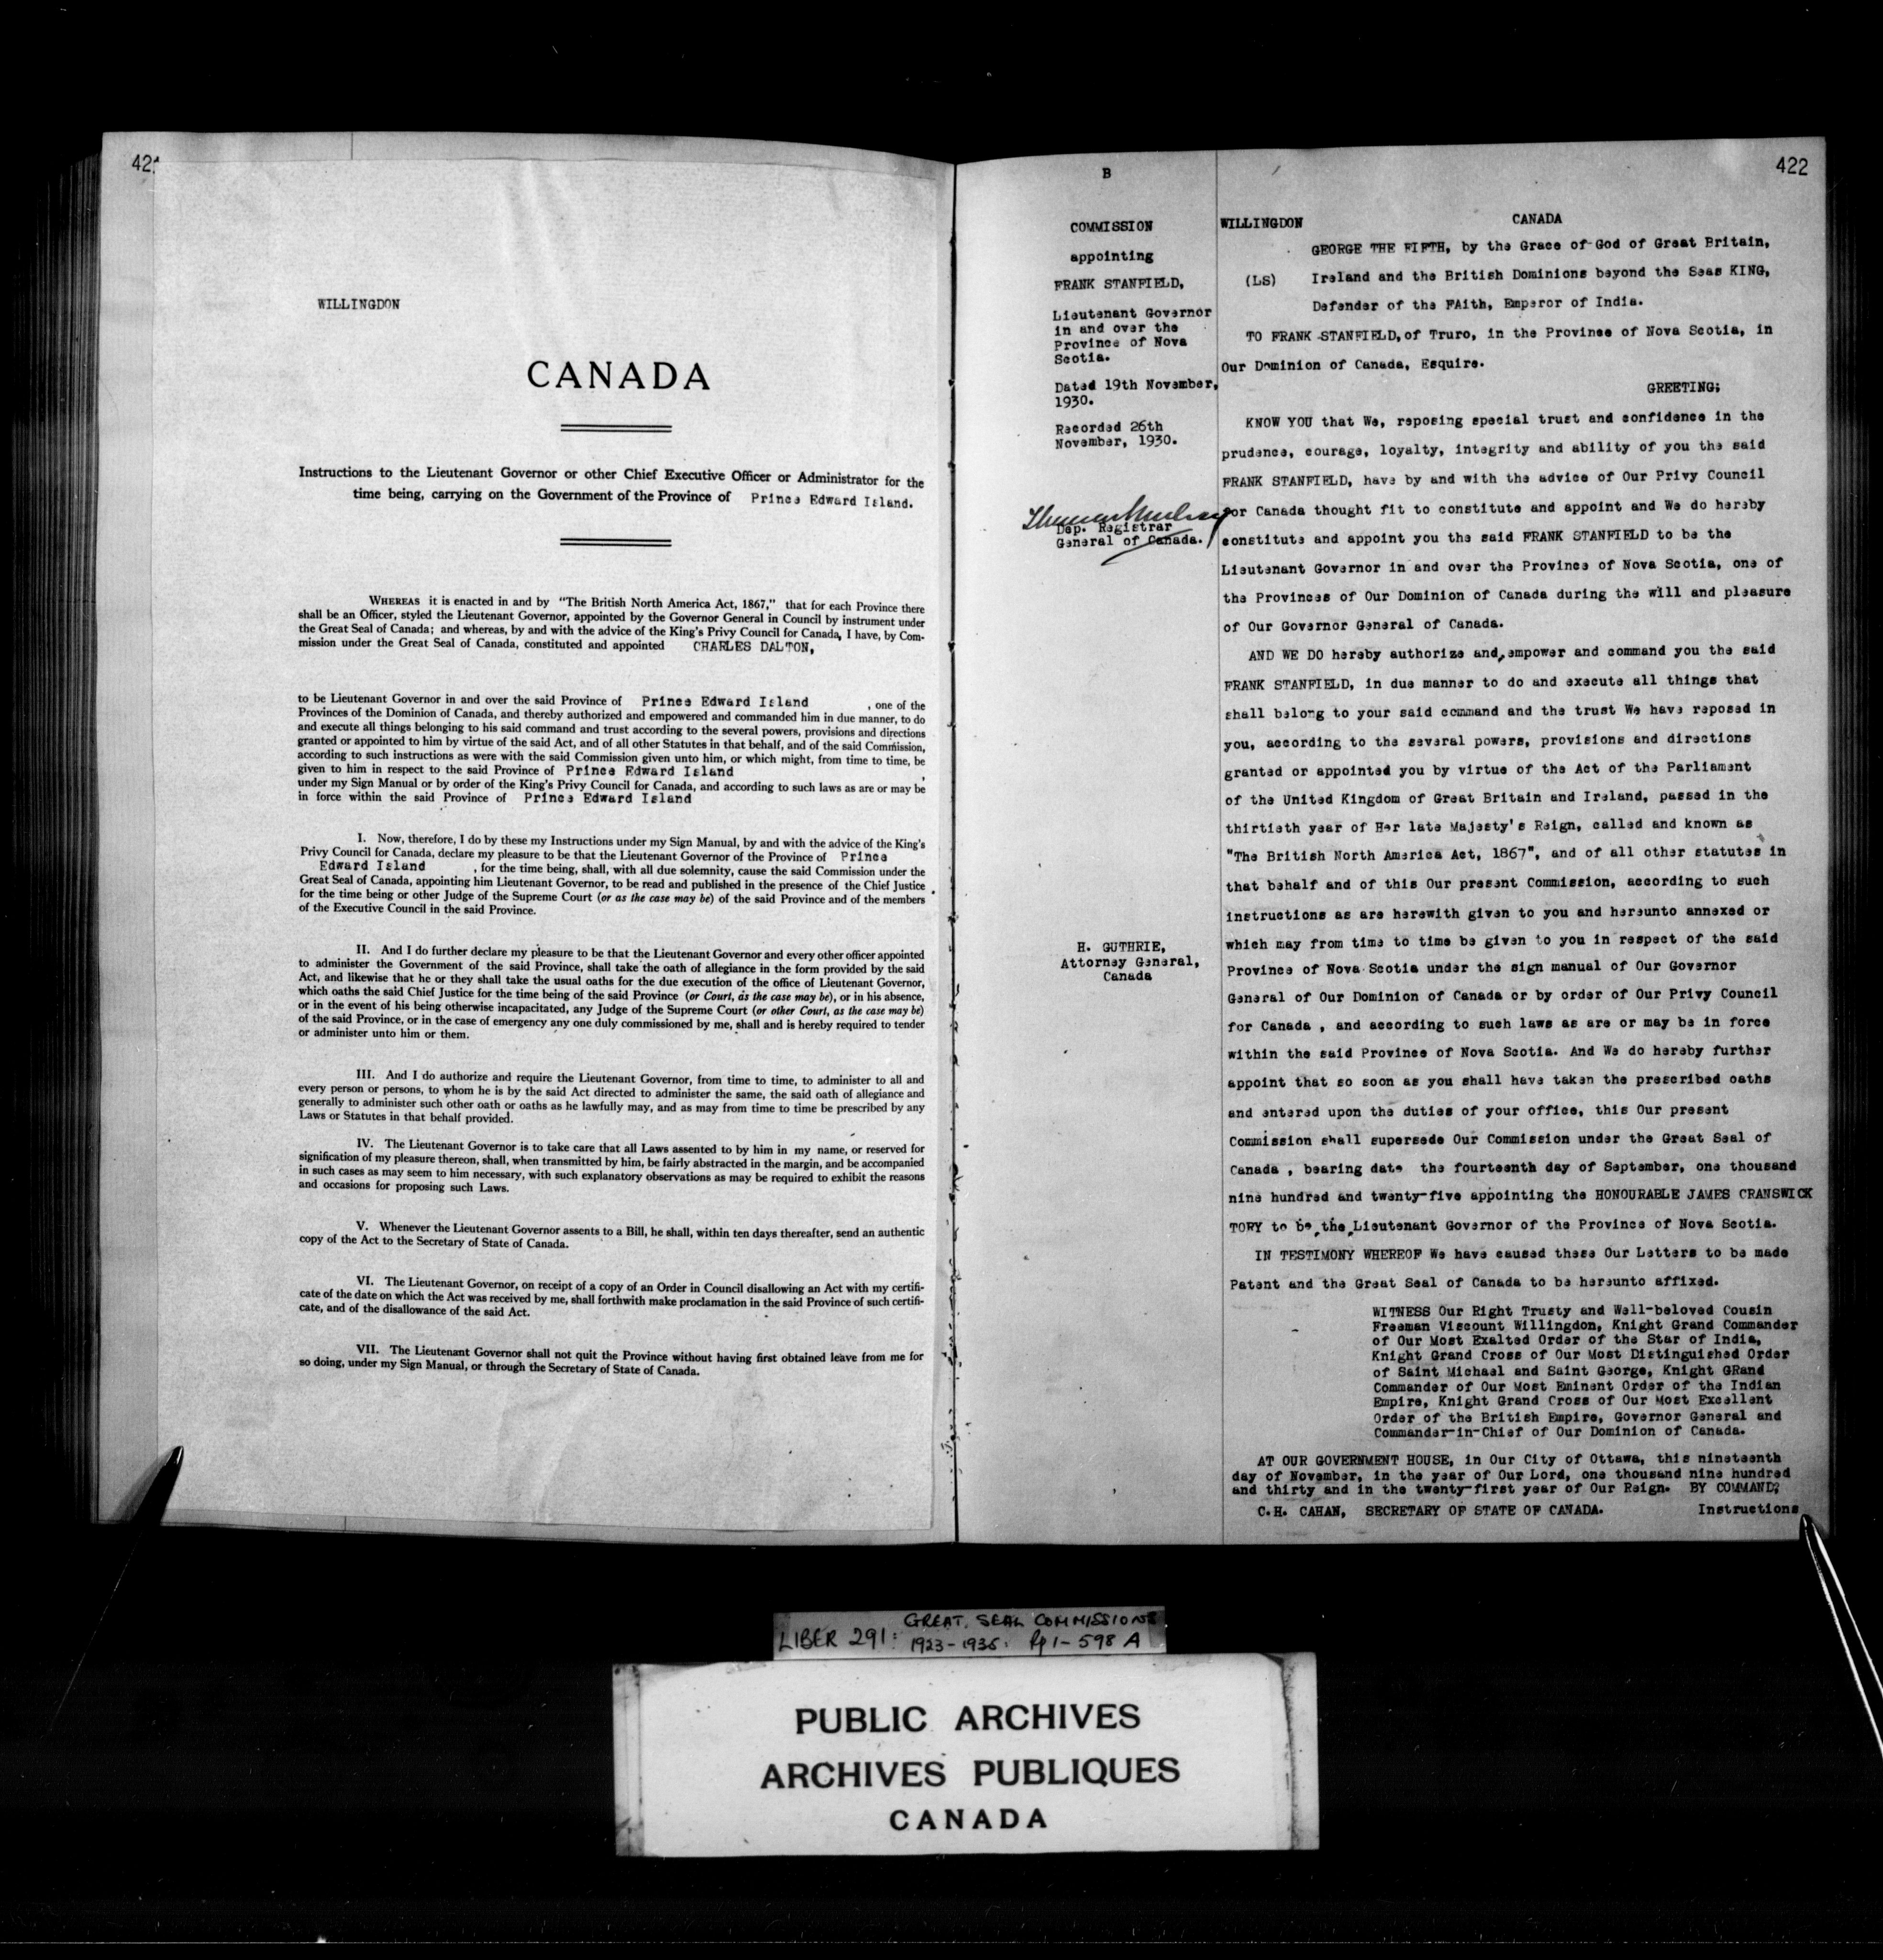 42
WILLINGDON
CANADA
Instructions to the Lieutenant Governor or other Chief Executive Officer or Administrator for the
time being, carrying on the Government of the Province of Prince Edward Island.
WHEREAS it is enacted in and by "The British North America Act, 1867," that for each Province there
shall be an Officer, styled the Lieutenant Governor, appointed by the Governor General in Council by instrument under
the Great Seal of Canada; and whereas, by and with the advice of the King's Privy Council for Canada, I have, by Com-
mission under the Great Seal of Canada, constituted and appointed CHARLES DALTON,
to be Lieutenant Governor in and over the said Province of Prince Edward Island , one of the
Provinces of the Dominion of Canada, and thereby authorized and empowered and commanded him in due manner, to do
and execute all things belonging to his said command and trust according to the several powers, provisions and directions
granted or appointed to him by virtue of the said Act, and of all other Statutes in that behalf, and of the said Commission,
according to such instructions as were with the said Commission given unto him, or which might, from time to time, be
given to him in respect to the said Province of Prince Edward Island ,
under my Sign Manual or by order of the King's Privy Council for Canada, and according to such laws as are or may be
in force within the said Province of Prince Edward Island
I. Now, therefore, I do by these my Instructions under my Sign Manual, by and with the advice of the King's
Privy Council for Canada, declare my pleasure to be that the Lieutenant Governor of the Province of Prince
Edward Island , for the time being, shall, with all due solemnity, cause the said Commission under the
Great Seal of Canada, appointing him Lieutenant Governor, to be read and published in the presence of the Chief Justice
for the time being or other Judge of the Supreme Court (or as the case may be) of the said Province and of the members
of the Executive Council in the said Province.
II. And I do further declare my pleasure to be that the Lieutenant Governor and every other officer appointed
to administer the Government of the said Province, shall take the oath of allegiance in the form provided by the said
Act, and likewise that he or they shall take the usual oaths for the due execution of the office of Lieutenant Governor,
which oaths the said Chief Justice for the time being of the said Province (or Court, as the case may be), or in his absence,
or in the event of his being otherwise incapacitated, any Judge of the Supreme Court (or other Court, as the case may be)
of the said Province, or in the case of emergency any one duly commissioned by me, shall and is hereby required to tender
or administer unto him or them.
III. And I do authorize and require the Lieutenant Governor, from time to time, to administer to all and
every person or persons, to whom he is by the said Act directed to administer the same, the said oath of allegiance and
generally to administer such other oath or oaths as he lawfully may, and as may from time to time be prescribed by any
Laws or Statutes in that behalf provided.
IV. The Lieutenant Governor is to take care that all Laws assented to by him in my name, or reserved for
signification of my pleasure thereon, shall, when transmitted by him, be fairly abstracted in the margin, and be accompanied
in such cases as may seem to him necessary, with such explanatory observations as may be required to exhibit the reasons
and occasions for proposing such Laws.
V. Whenever the Lieutenant Governor assents to a Bill, he shall, within ten days thereafter, send an authentic
copy of the Act to the Secretary of State of Canada.
VI. The Lieutenant Governor, on receipt of a copy of an Order in Council disallowing an Act with my certifi-
cate of the date on which the Act was received by me, shall forthwith make proclamation in the said Province of such certifi-
cate, and of the disallowance of the said Act.
VII. The Lieutenant Governor shall not quit the Province without having first obtained leave from me for
so doing, under my Sign Manual, or through the Secretary of State of Canada.
B
422
COMMISSION
appointing
FRANK STANFIELD,
Lieutenant Governor
in and over the
Province of Nova
Scotia.
Dated 19th November,
1930.
Recorded 26th
November, 1930.
Dep. Registrar
General of Canada.
H. GUTHRIE,
Attorney General,
Canada
WILLINGDON CANADA
GEORGE THE FIFTH, by the Grace of God of Great Britain,
(LS) Ireland and the British Dominions beyond the Seas KING,
Defender of the FAith, Emperor of India.
TO FRANK STANFIELD, of Truro, in the Province of Nova Scotia, in
Our Dominion of Canada, Esquire.
GREETING;
KNOW YOU that We, reposing special trust and confidence in the
prudence, courage, loyalty, integrity and ability of you the said
FRANK STANFIELD, have by and with the advice of Our Privy Council
for Canada thought fit to constitute and appoint and We do hereby
constitute and appoint you the said FRANK STANFIELD to be the
Lieutenant Governor in and over the Province of Nova Scotia, one of
the Provinces of Our Dominion of Canada during the will and pleasure
of Our Governor General of Canada.
AND WE DO hereby authorize and, empower and command you the said
FRANK STANFIELD, in due manner to do and execute all things that
shall belong to your said command and the trust We have reposed in
you, according to the several powers, provisions and directions
granted or appointed you by virtue of the Act of the Parliament
of the United Kingdom of Great Britain and Ireland, passed in the
thirtieth year of Her late Majesty's Reign, called and known as
"The British North America Act, 1867", and of all other statutes in
that behalf and of this Our present Commission, according to such
instructions as are herewith given to you and hereunto annexed or
which may from time to time be given to you in respect of the said
Province of Nova Scotia under the sign manual of Our Governor
General of Our Dominion of Canada or by order of Our Privy Council
for Canada , and according to such laws as are or may be in force
within the said Province of Nova Scotia. And We do hereby further
appoint that so soon as you shall have taken the prescribed oaths
and entered upon the duties of your office, this Our present
Commission shall supersede Our Commission under the Great Seal of
Canada , bearing date the fourteenth day of September, one thousand
nine hundred and twenty-five appointing the HONOURABLE JAMES CRANSWICK
TORY to be the Lieutenant Governor of the Province of Nova Scotia.
IN TESTIMONY WHEREOF We have caused these Our Letters to be made
Patent and the Great Seal of Canada to be hereunto affixed.
WITNESS Our Right Trusty and Well-beloved Cousin
Freeman Viscount Willingdon, Knight Grand Commander
of Our Most Exalted Order of the Star of India,
Knight Grand Cross of Our Most Distinguished Order
of Saint Michael and Saint George, Knight GRand
Commander of Our Most Eminent Order of the Indian
Empire, Knight Grand Cross of Our Most Excellent
Order of the British Empire, Governor General and
Commander-in-Chief of Our Dominion of Canada.
AT OUR GOVERNMENT HOUSE, in Our City of Ottawa, this nineteenth
day of November, in the year of Our Lord, one thousand nine hundred
and thirty and in the twenty-first year of Our Reign. BY COMMAND;
C.H. CAHAN, SECRETARY OF STATE OF CANADA. Instructions
GREAT SEAL COMMISSIONS
LIBER 291: 1923-1935. Pp 1-598 A
PUBLIC ARCHIVES
ARCHIVES PUBLIQUES
CANADA